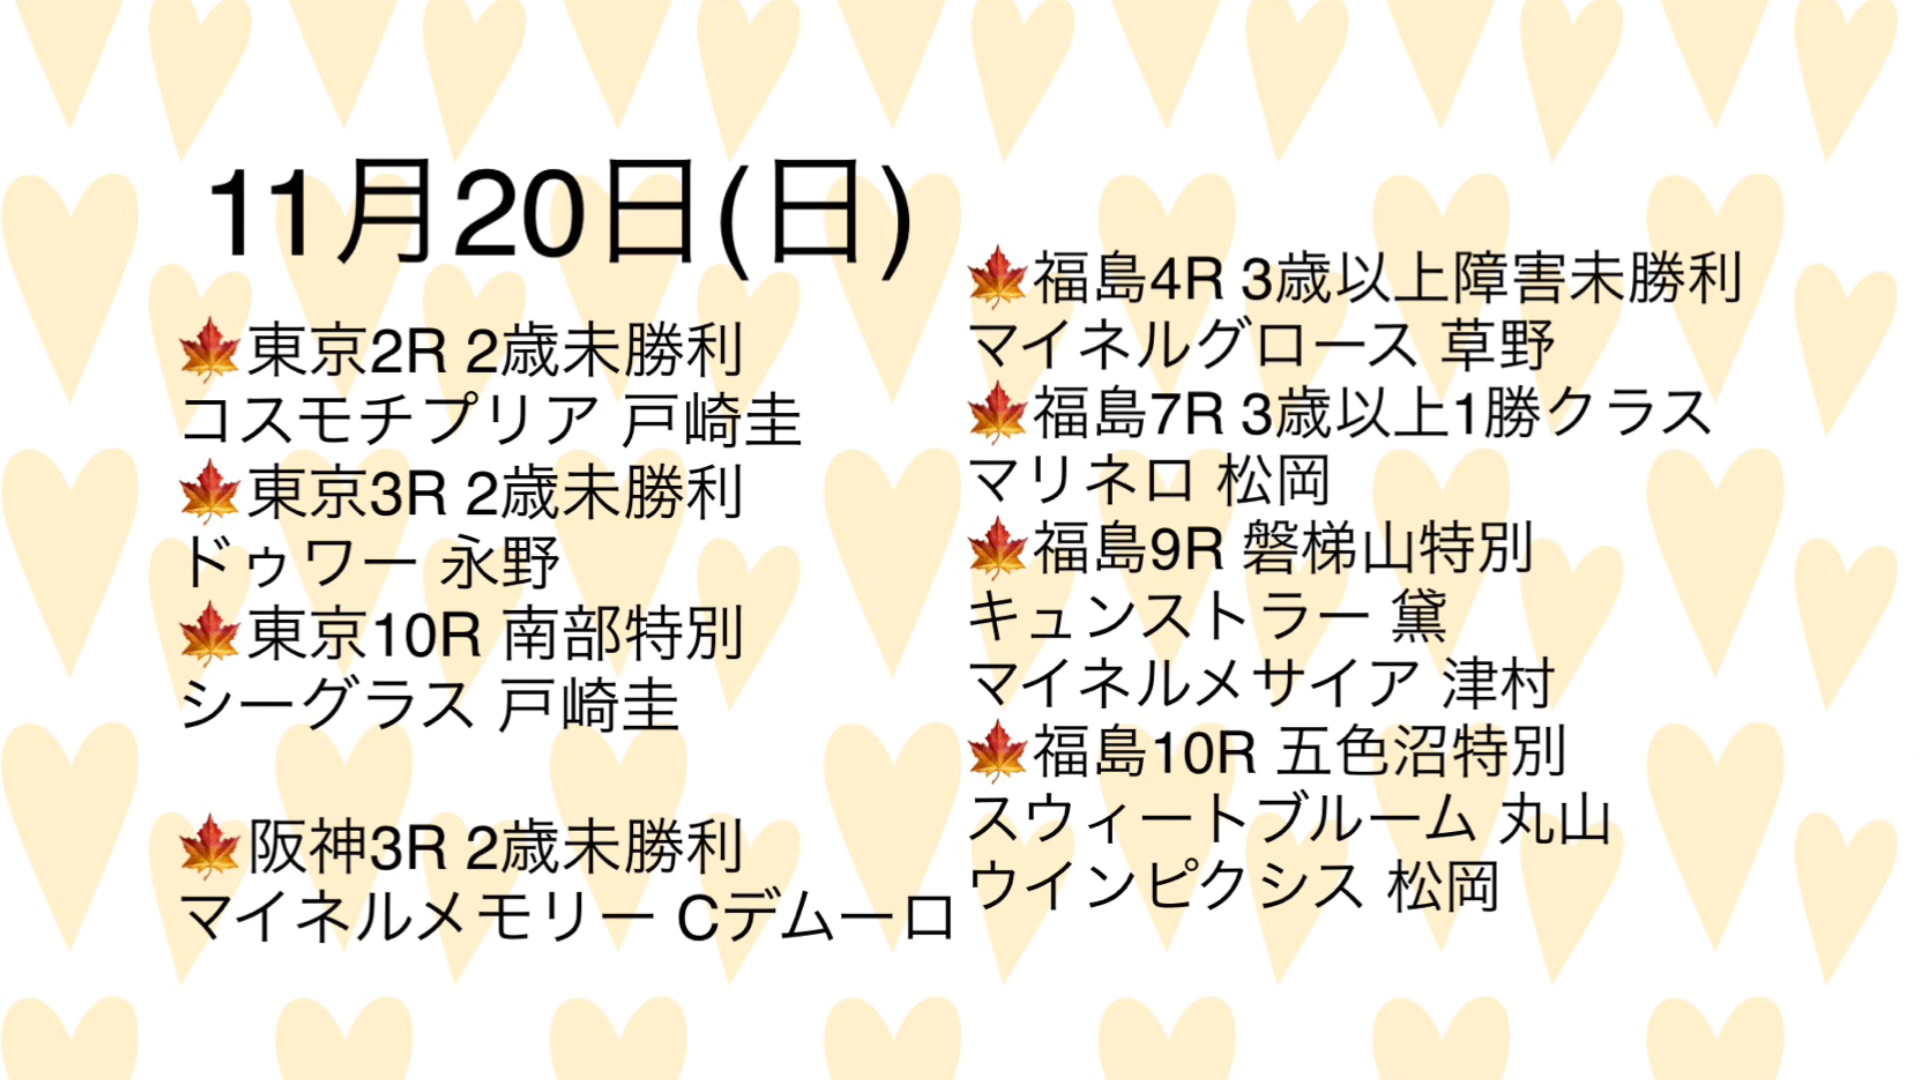 11月20日(日)
🍁東京2R 2歳未勝利
コスモチプリア 戸崎圭
🍁東京3R 2歳未勝利
ドゥワー 永野
🍁東京10R 南部特別
シーグラス 戸崎圭
🍁阪神3R 2歳未勝利
マイネルメモリー Cデムーロ
🍁福島4R 3歳以上障害未勝利
マイネルグロース 草野
🍁福島7R 3歳以上1勝クラス
マリネロ 松岡
🍁福島9R 磐梯山特別
キュンストラー 黛
マイネルメサイア 津村
🍁福島10R 五色沼特別
スウィートブルーム 丸山
ウインピクシス 松岡